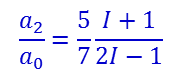 a₂/a₀ = 5/7 (I + 1)/(2I − 1)